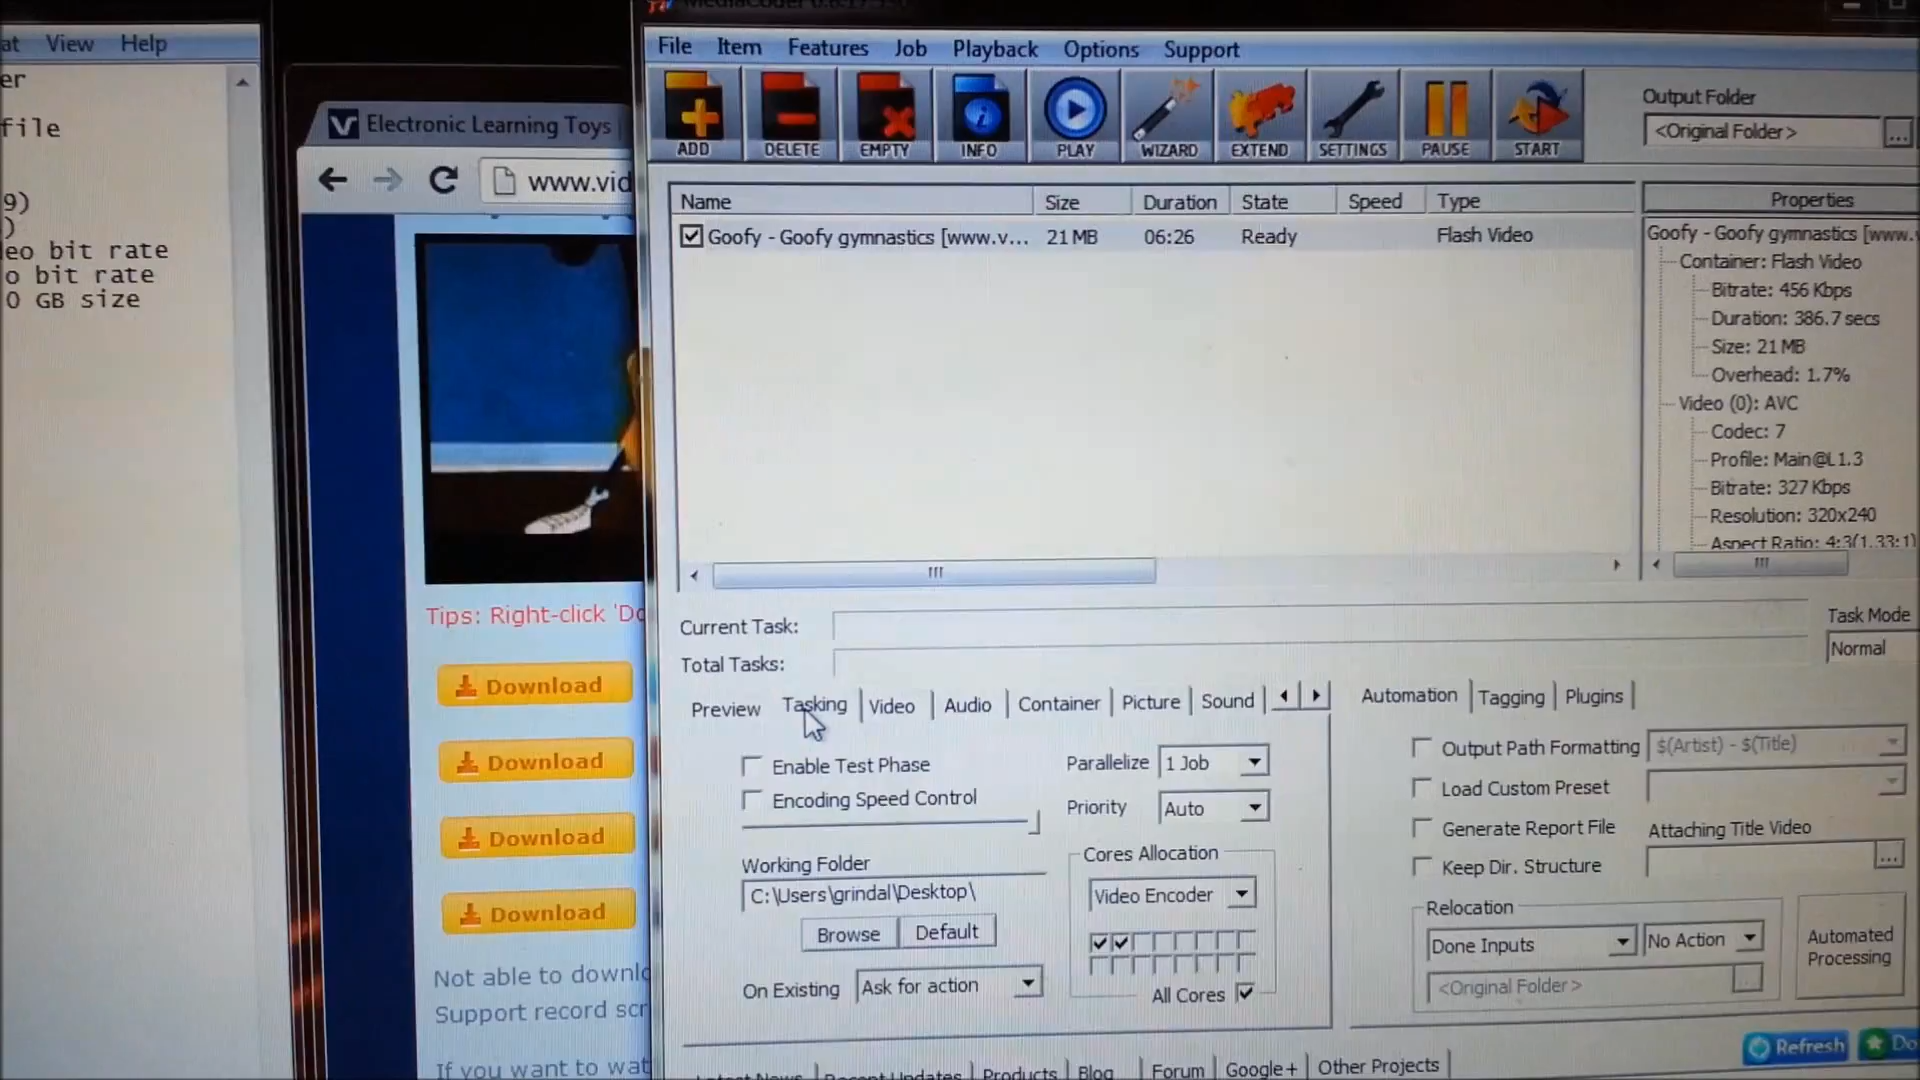 View Help
er
file
9)
)
eo bit rate
o bit rate
0 GB size
Electronic Learning Toys
www.vid
Tips: Right-click 'Do
Download
Download
Download
Download
Not able to downlo
Support record scr
If you want to wat
File Item Features Job Playback Options Support
ADD DELETE EMPTY INFO PLAY WIZARD EXTEND SETTINGS PAUSE START
Output Folder
<Original Folder> ...
Name Size Duration State Speed Type
Goofy - Goofy gymnastics [www.v... 21 MB 06:26 Ready Flash Video
Properties
Goofy - Goofy gymnastics [www.
Container: Flash Video
Bitrate: 456 Kbps
Duration: 386.7 secs
Size: 21 MB
Overhead: 1.7%
Video (0): AVC
Codec: 7
Profile: Main@L1.3
Bitrate: 327 Kbps
Resolution: 320x240
Aspect Ratio: 4:3(1.33:1)
Current Task:
Total Tasks:
Task Mode
Normal
Preview Tasking Video Audio Container Picture Sound
Enable Test Phase
Encoding Speed Control
Working Folder
C:\Users\grindal\Desktop\
Browse Default
On Existing Ask for action
Parallelize 1 Job
Priority Auto
Cores Allocation
Video Encoder
All Cores
Automation Tagging Plugins
Output Path Formatting $(Artist) - $(Title)
Load Custom Preset
Generate Report File Attaching Title Video
Keep Dir. Structure ...
Relocation
Done Inputs No Action
<Original Folder>
Automated
Processing
Refresh Do
Products Blog Forum Google+ Other Projects